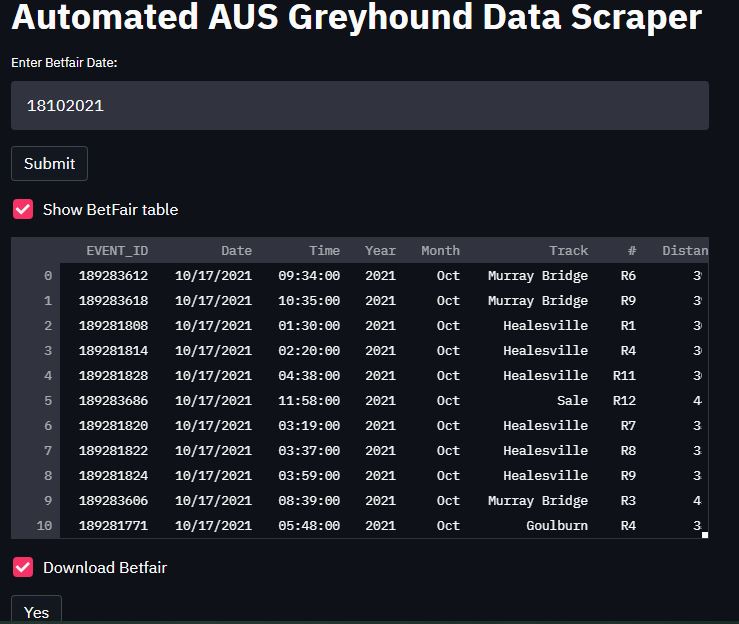 Automated AUS Greyhound Data Scraper
Enter Betfair Date:
18102021
Submit
Show BetFair table
EVENT_ID Date Time Year Month Track # Distan
0 189283612 10/17/2021 09:34:00 2021 Oct Murray Bridge R6 3
1 189283618 10/17/2021 10:35:00 2021 Oct Murray Bridge R9 3
2 189281808 10/17/2021 01:30:00 2021 Oct Healesville R1 3
3 189281814 10/17/2021 02:20:00 2021 Oct Healesville R4 3
4 189281828 10/17/2021 04:38:00 2021 Oct Healesville R11 3
5 189283686 10/17/2021 11:58:00 2021 Oct Sale R12 4
6 189281820 10/17/2021 03:19:00 2021 Oct Healesville R7 3
7 189281822 10/17/2021 03:37:00 2021 Oct Healesville R8 3
8 189281824 10/17/2021 03:59:00 2021 Oct Healesville R9 3
9 189283606 10/17/2021 08:39:00 2021 Oct Murray Bridge R3 4
10 189281771 10/17/2021 05:48:00 2021 Oct Goulburn R4 3
Download Betfair
Yes